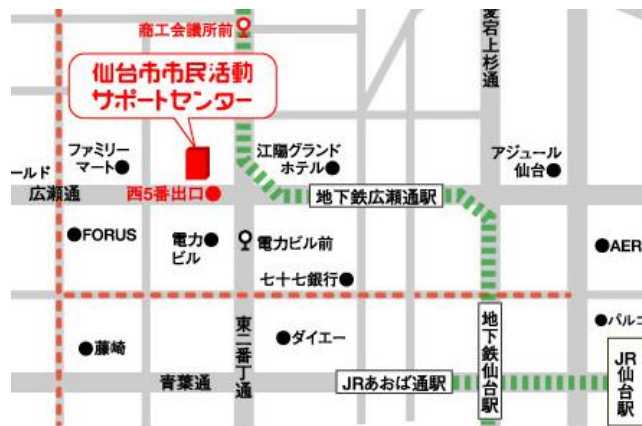 商工会議所前
愛宕上杉通
仙台市市民活動
サポートセンター
ファミリー
マート
江陽グランド
ホテル
アジュール
仙台
ールド
広瀬通
西5番出口
地下鉄広瀬通駅
FORUS
電力
ビル
電力ビル前
AER
七十七銀行
東二番丁通
地下鉄仙台駅
パルコ
藤崎
ダイエー
青葉通
JRあおば通駅
JR
仙台駅